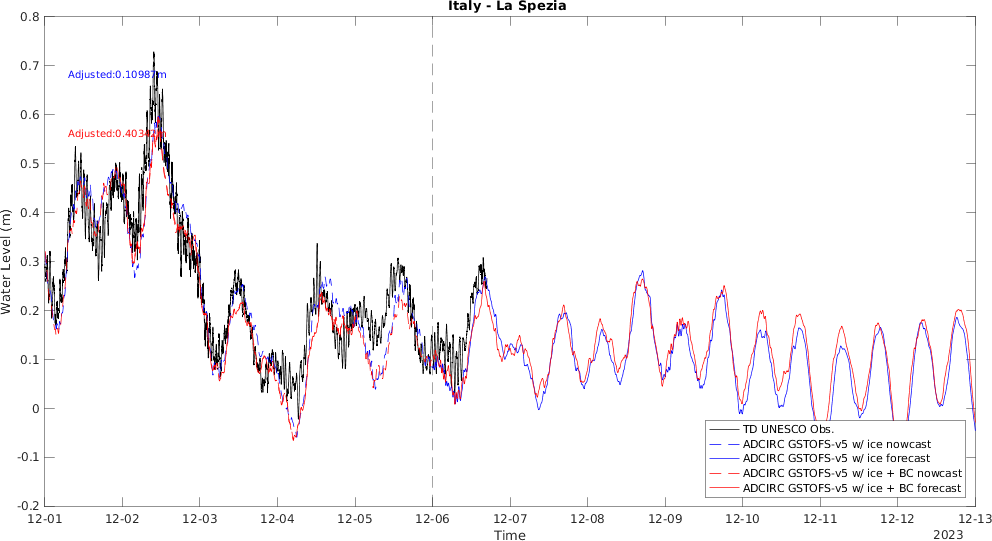 Italy - La Spezia
0.8
0.7
0.6
0.5
0.4
0.3
0.2
0.1
0
-0.1
-0.2
Water Level (m)
Adjusted:0.10987m
Adjusted:0.40342m
TD UNESCO Obs.
ADCIRC GSTOFS-v5 w/ ice nowcast
ADCIRC GSTOFS-v5 w/ ice forecast
ADCIRC GSTOFS-v5 w/ ice + BC nowcast
ADCIRC GSTOFS-v5 w/ ice + BC forecast
12-01 12-02 12-03 12-04 12-05 12-06 12-07 12-08 12-09 12-10 12-11 12-12 12-13
Time
2023